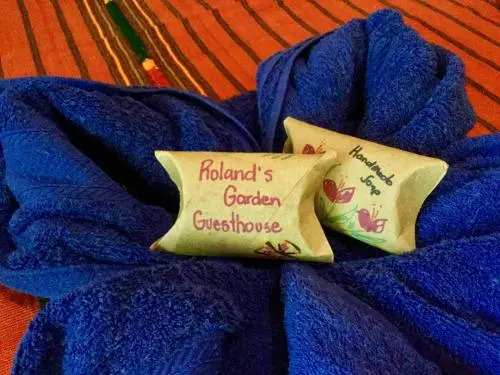 Roland's
Garden
Guesthouse
Handmade
Soap